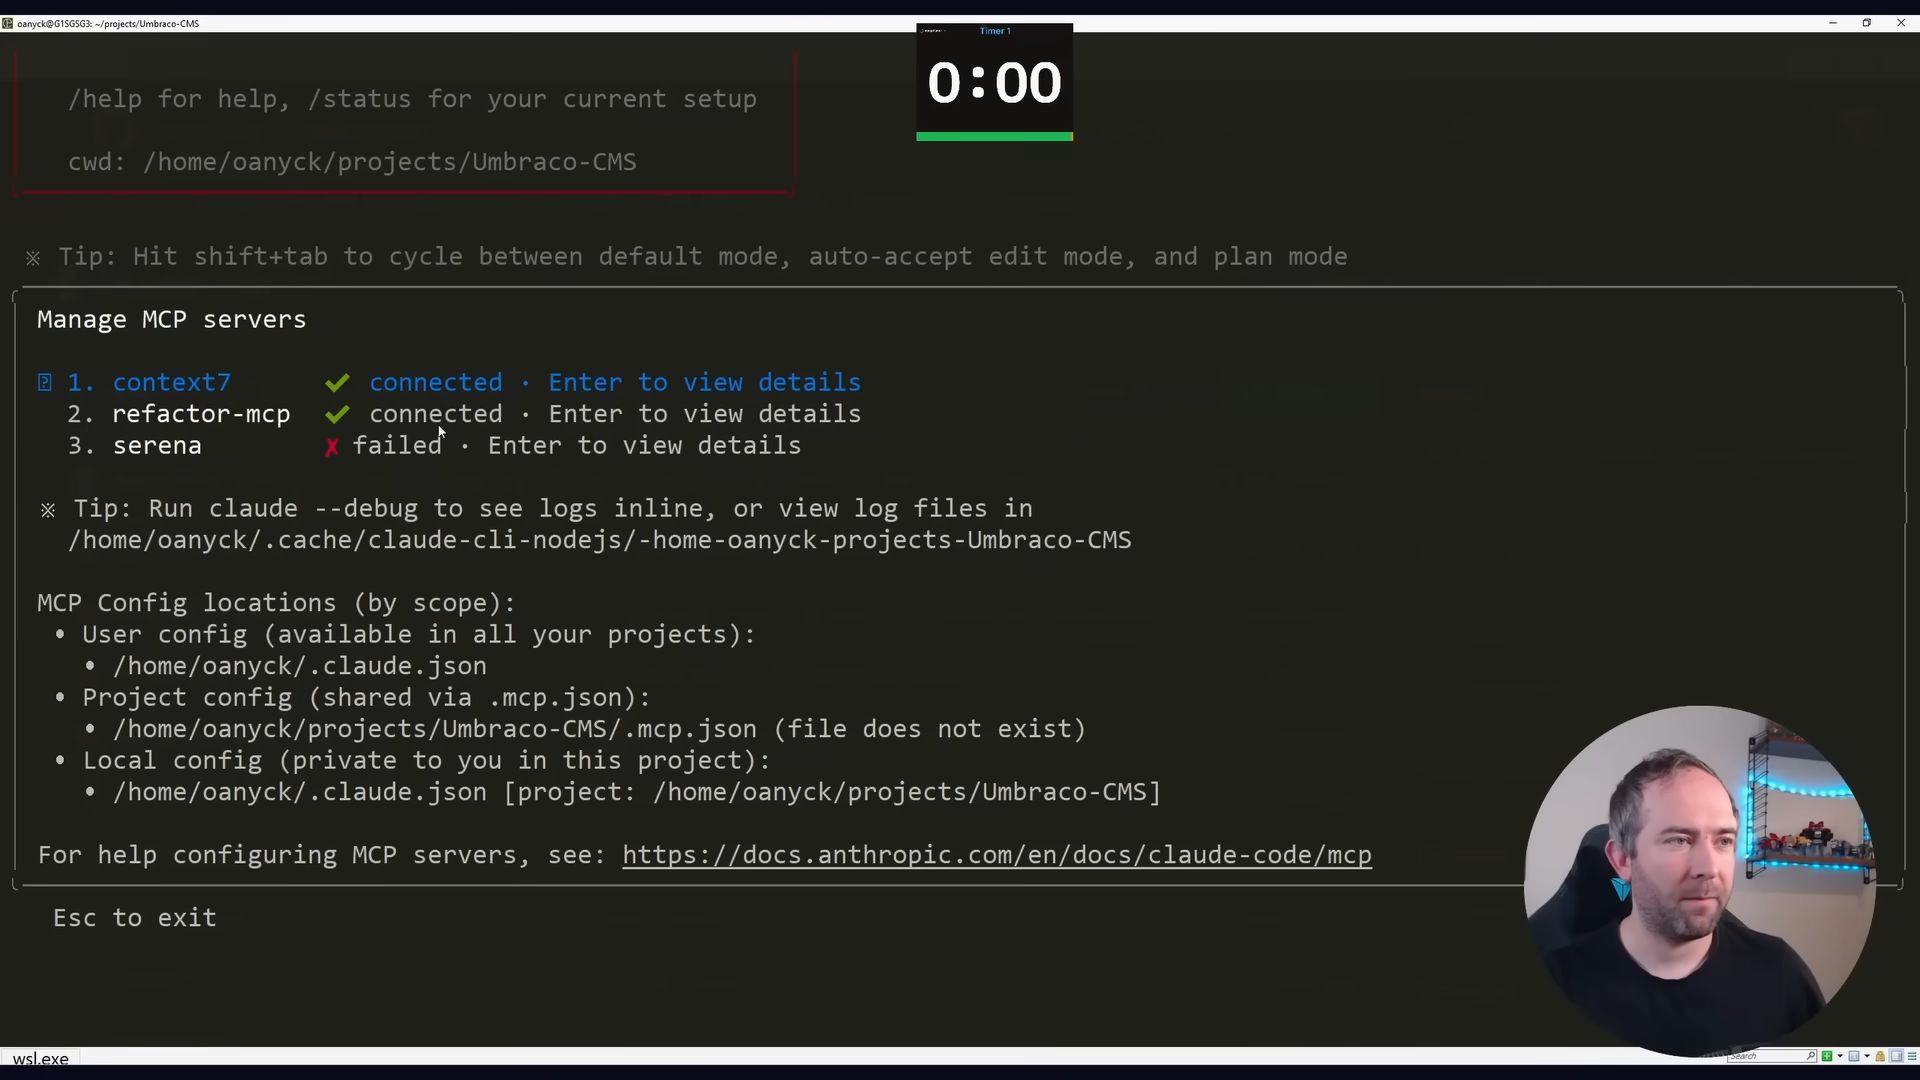 oanyck@G1SGSG3: ~/projects/Umbraco-CMS
Timer 1
0:00
/help for help, /status for your current setup
cwd: /home/oanyck/projects/Umbraco-CMS
※ Tip: Hit shift+tab to cycle between default mode, auto-accept edit mode, and plan mode
Manage MCP servers
1. context7 ✔ connected · Enter to view details
2. refactor-mcp ✔ connected · Enter to view details
3. serena ✘ failed · Enter to view details
※ Tip: Run claude --debug to see logs inline, or view log files in
/home/oanyck/.cache/claude-cli-nodejs/-home-oanyck-projects-Umbraco-CMS
MCP Config locations (by scope):
• User config (available in all your projects):
• /home/oanyck/.claude.json
• Project config (shared via .mcp.json):
• /home/oanyck/projects/Umbraco-CMS/.mcp.json (file does not exist)
• Local config (private to you in this project):
• /home/oanyck/.claude.json [project: /home/oanyck/projects/Umbraco-CMS]
For help configuring MCP servers, see: https://docs.anthropic.com/en/docs/claude-code/mcp
Esc to exit
wsl.exe
Search